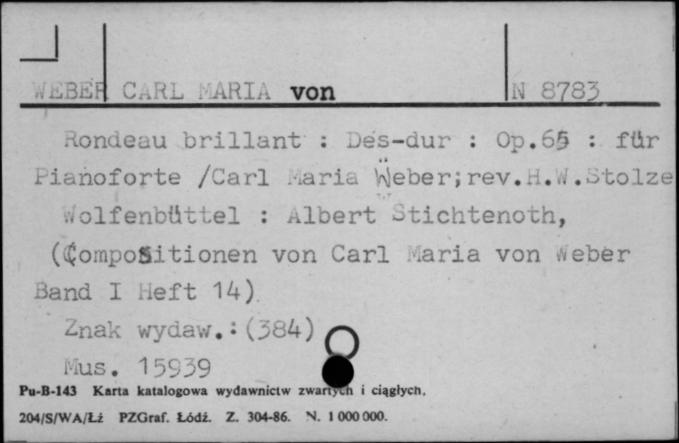 WEBER CARL MARIA von N 8783
Rondeau brillant : Des-dur : Op.65 : für
Pianoforte /Carl Maria Weber;rev.H.W.Stolze
Wolfenbüttel : Albert Stichtenoth,
(Compositionen von Carl Maria von Weber
Band I Heft 14)
Znak wydaw.:(384)
Mus. 15939
Pu-B-143 Karta katalogowa wydawnictw zwartych i ciągłych.
204/S/WA/Łż PZGraf. Łódź. Z. 304-86. N. 1 000 000.